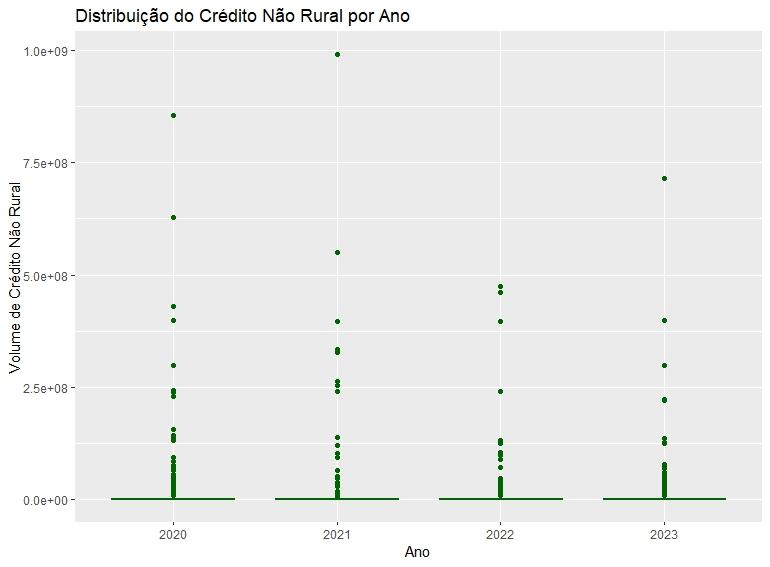 Distribuição do Crédito Não Rural por Ano
Volume de Crédito Não Rural
1.0e+09
7.5e+08
5.0e+08
2.5e+08
0.0e+00
2020 2021 2022 2023
Ano